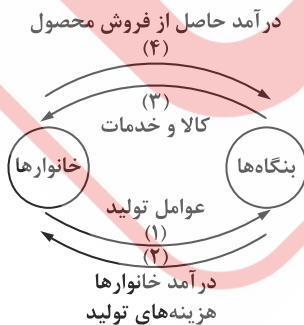 درآمد حاصل از فروش محصول
(۴)
(۳)
کالا و خدمات
خانوارها
بنگاه‌ها
عوامل تولید
(۱)
(۲)
درآمد خانوارها
هزینه‌های تولید